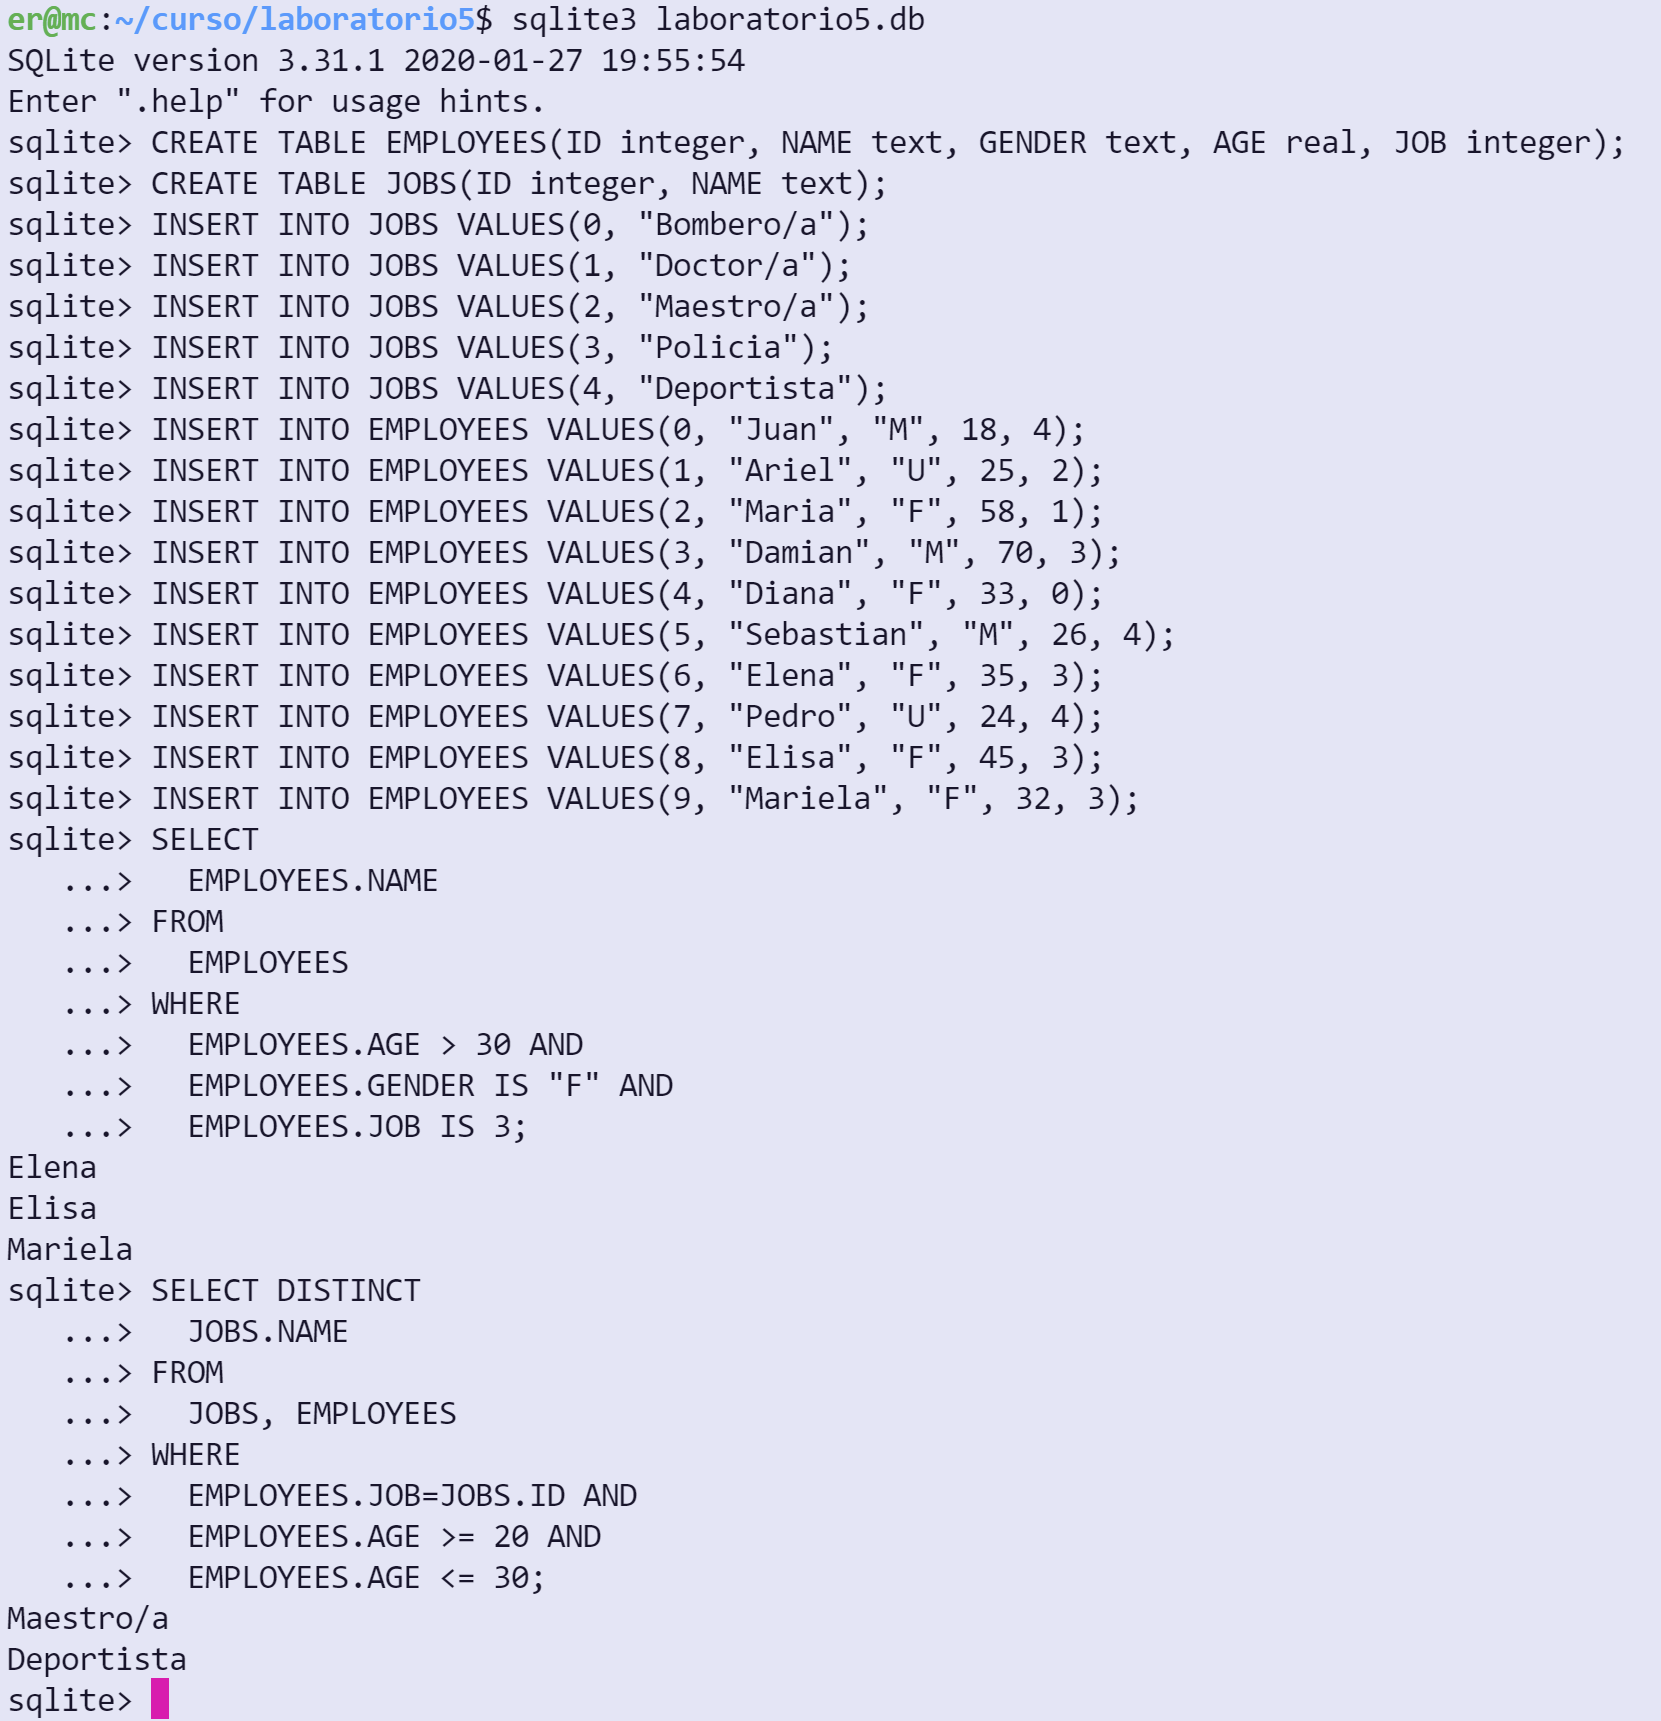 er@mc:~/curso/laboratorio5$ sqlite3 laboratorio5.db
SQLite version 3.31.1 2020-01-27 19:55:54
Enter ".help" for usage hints.
sqlite> CREATE TABLE EMPLOYEES(ID integer, NAME text, GENDER text, AGE real, JOB integer);
sqlite> CREATE TABLE JOBS(ID integer, NAME text);
sqlite> INSERT INTO JOBS VALUES(0, "Bombero/a");
sqlite> INSERT INTO JOBS VALUES(1, "Doctor/a");
sqlite> INSERT INTO JOBS VALUES(2, "Maestro/a");
sqlite> INSERT INTO JOBS VALUES(3, "Policia");
sqlite> INSERT INTO JOBS VALUES(4, "Deportista");
sqlite> INSERT INTO EMPLOYEES VALUES(0, "Juan", "M", 18, 4);
sqlite> INSERT INTO EMPLOYEES VALUES(1, "Ariel", "U", 25, 2);
sqlite> INSERT INTO EMPLOYEES VALUES(2, "Maria", "F", 58, 1);
sqlite> INSERT INTO EMPLOYEES VALUES(3, "Damian", "M", 70, 3);
sqlite> INSERT INTO EMPLOYEES VALUES(4, "Diana", "F", 33, 0);
sqlite> INSERT INTO EMPLOYEES VALUES(5, "Sebastian", "M", 26, 4);
sqlite> INSERT INTO EMPLOYEES VALUES(6, "Elena", "F", 35, 3);
sqlite> INSERT INTO EMPLOYEES VALUES(7, "Pedro", "U", 24, 4);
sqlite> INSERT INTO EMPLOYEES VALUES(8, "Elisa", "F", 45, 3);
sqlite> INSERT INTO EMPLOYEES VALUES(9, "Mariela", "F", 32, 3);
sqlite> SELECT
   ...>   EMPLOYEES.NAME
   ...> FROM
   ...>   EMPLOYEES
   ...> WHERE
   ...>   EMPLOYEES.AGE > 30 AND
   ...>   EMPLOYEES.GENDER IS "F" AND
   ...>   EMPLOYEES.JOB IS 3;
Elena
Elisa
Mariela
sqlite> SELECT DISTINCT
   ...>   JOBS.NAME
   ...> FROM
   ...>   JOBS, EMPLOYEES
   ...> WHERE
   ...>   EMPLOYEES.JOB=JOBS.ID AND
   ...>   EMPLOYEES.AGE >= 20 AND
   ...>   EMPLOYEES.AGE <= 30;
Maestro/a
Deportista
sqlite>